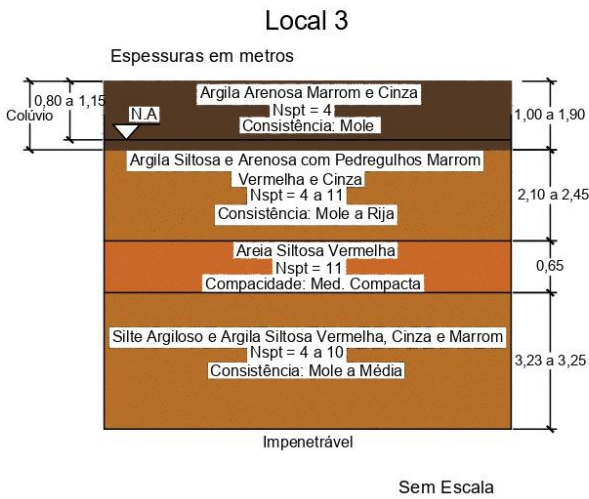 Local 3
Espessuras em metros
Argila Arenosa Marrom e Cinza
0,80 a 1,15
Colúvio
N.A
Nspt = 4
1,00 a 1,90
Consistência: Mole
Argila Siltosa e Arenosa com Pedregulhos Marrom
Vermelha e Cinza
Nspt = 4 a 11
2,10 a 2,45
Consistência: Mole a Rija
Areia Siltosa Vermelha
Nspt = 11
0,65
Compacidade: Med. Compacta
Silte Argiloso e Argila Siltosa Vermelha, Cinza e Marrom
Nspt = 4 a 10
3,23 a 3,25
Consistência: Mole a Média
Impenetrável
Sem Escala